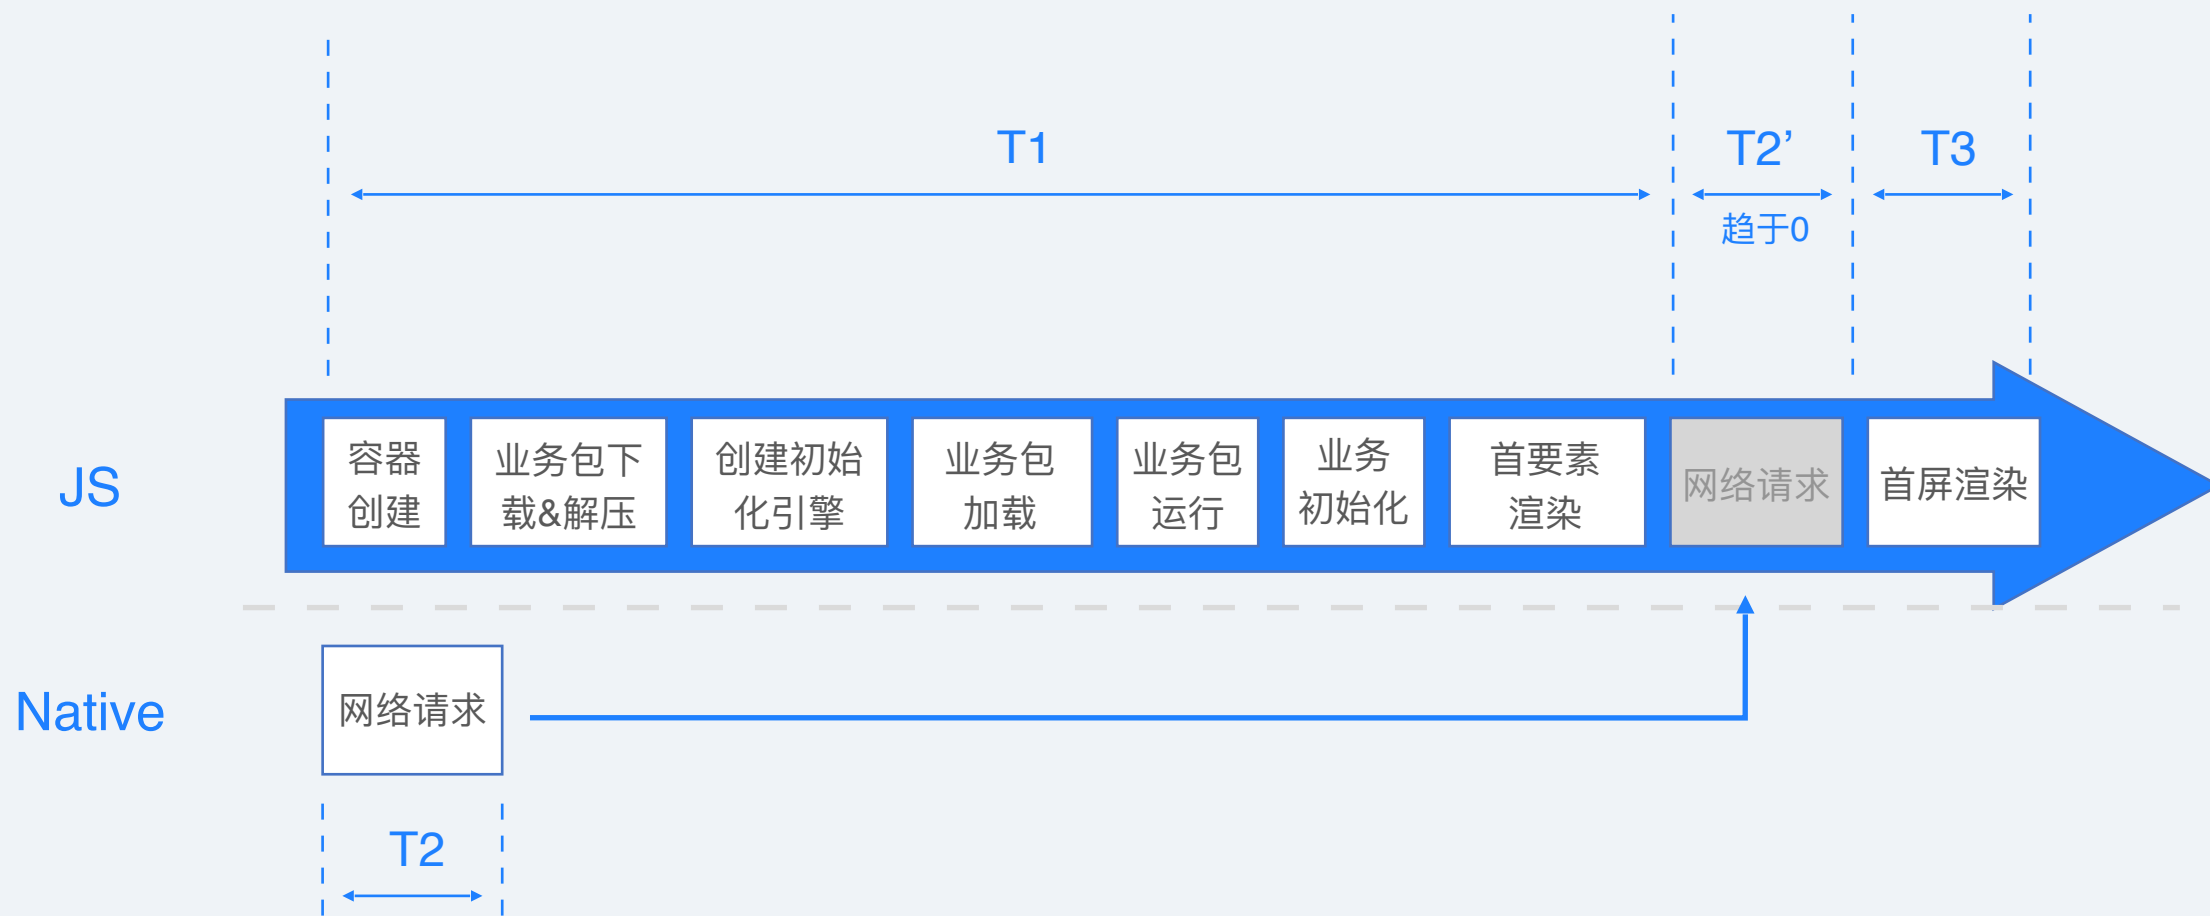 T1
T2’
T3
趋于0
JS
容器
创建
业务包下
载&解压
创建初始
化引擎
业务包
加载
业务包
运行
业务
初始化
首要素
渲染
网络请求
首屏渲染
Native
网络请求
T2